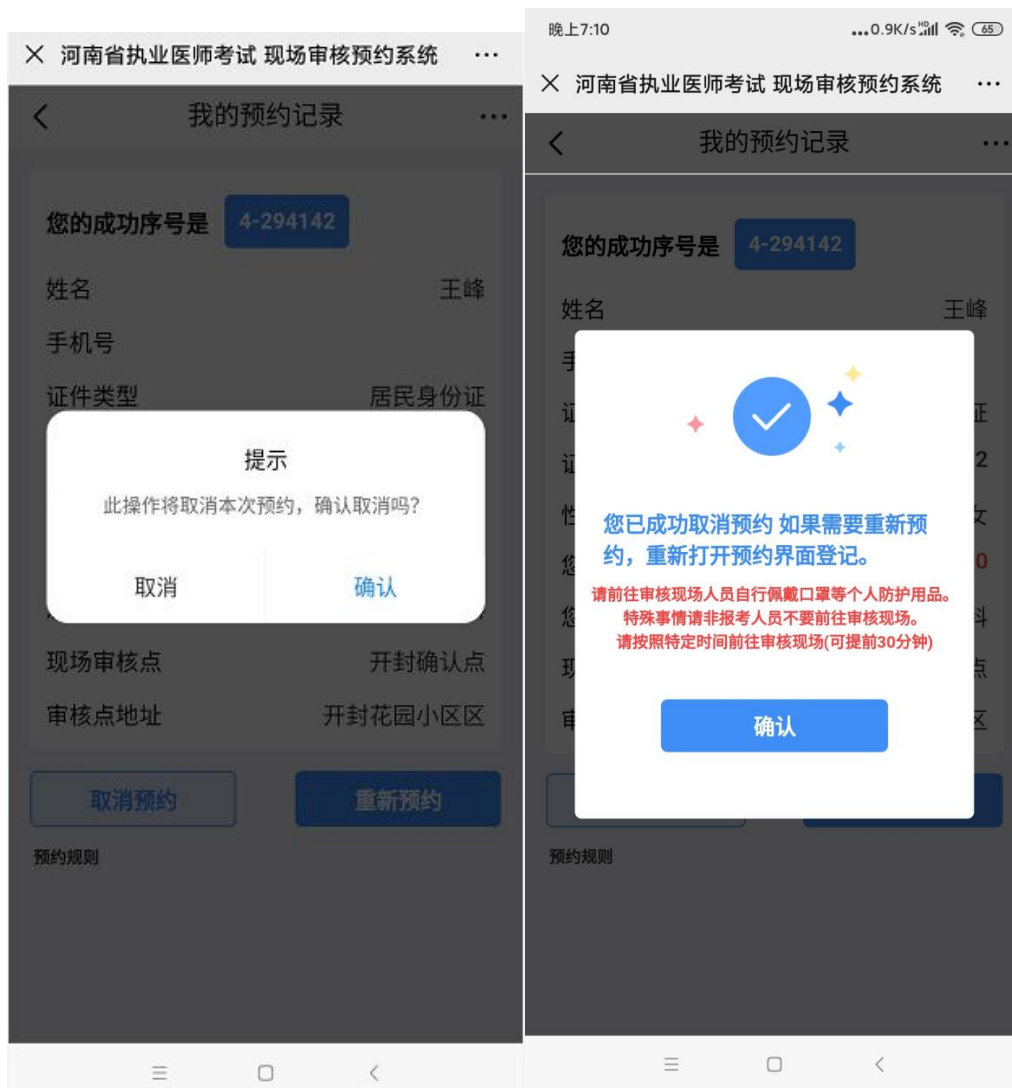 河南省执业医师考试 现场审核预约系统
我的预约记录
您的成功序号是 4-294142
姓名 王峰
手机号
证件类型 居民身份证
提示
此操作将取消本次预约，确认取消吗？
取消 确认
现场审核点 开封确认点
审核点地址 开封花园小区区
取消预约 重新预约
预约规则
晚上7:10 ...0.9K/s HD 65
河南省执业医师考试 现场审核预约系统
我的预约记录
您的成功序号是 4-294142
姓名 王峰
您已成功取消预约 如果需要重新预
约，重新打开预约界面登记。
请前往审核现场人员自行佩戴口罩等个人防护用品。
特殊事情请非报考人员不要前往审核现场。
请按照特定时间前往审核现场(可提前30分钟)
确认
预约规则